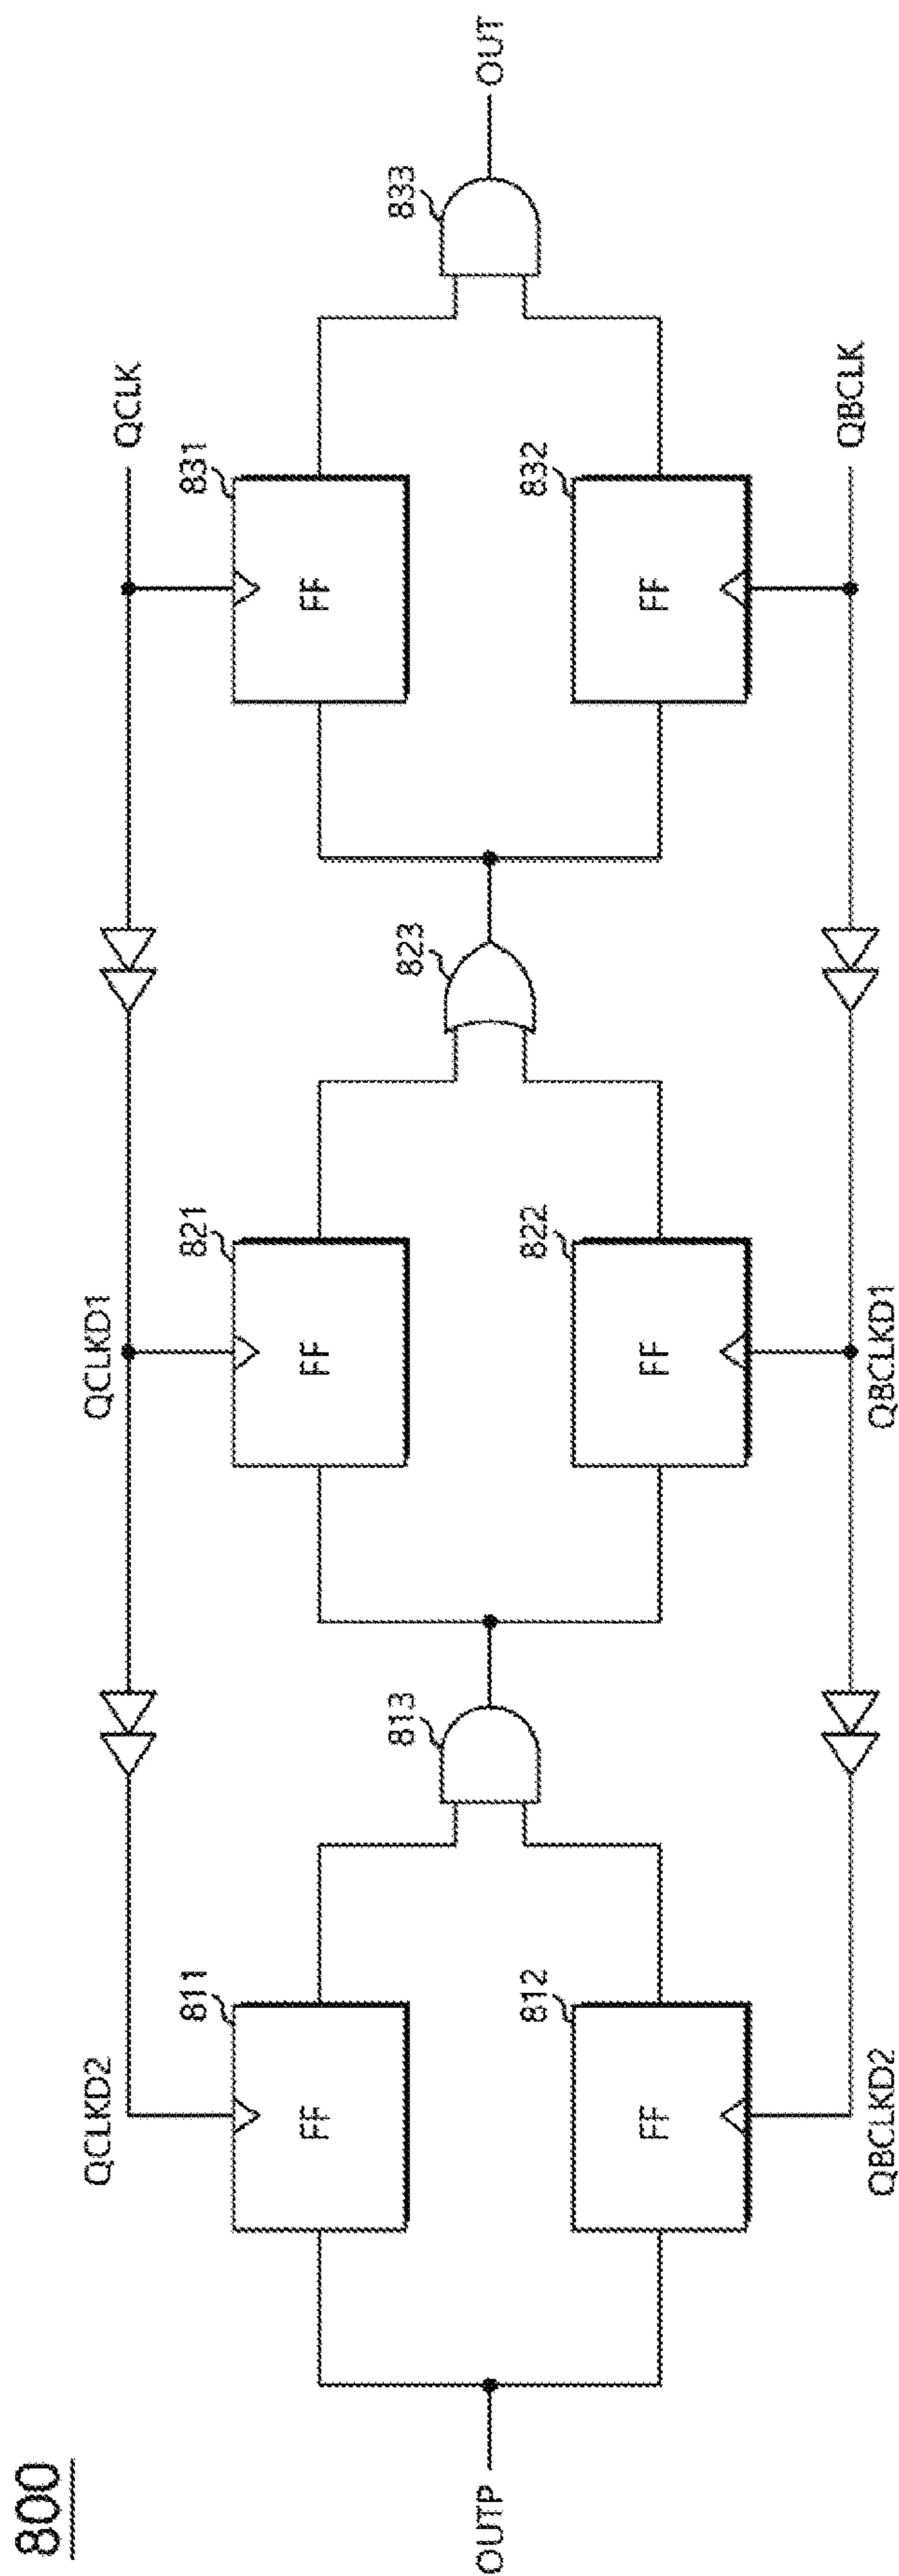 800
QCLKD2
QCLKD1
QCLK
811
821
831
FF
FF
FF
OUTP
813
823
833
OUT
812
822
832
FF
FF
FF
QBCLKD2
QBCLKD1
QBCLK